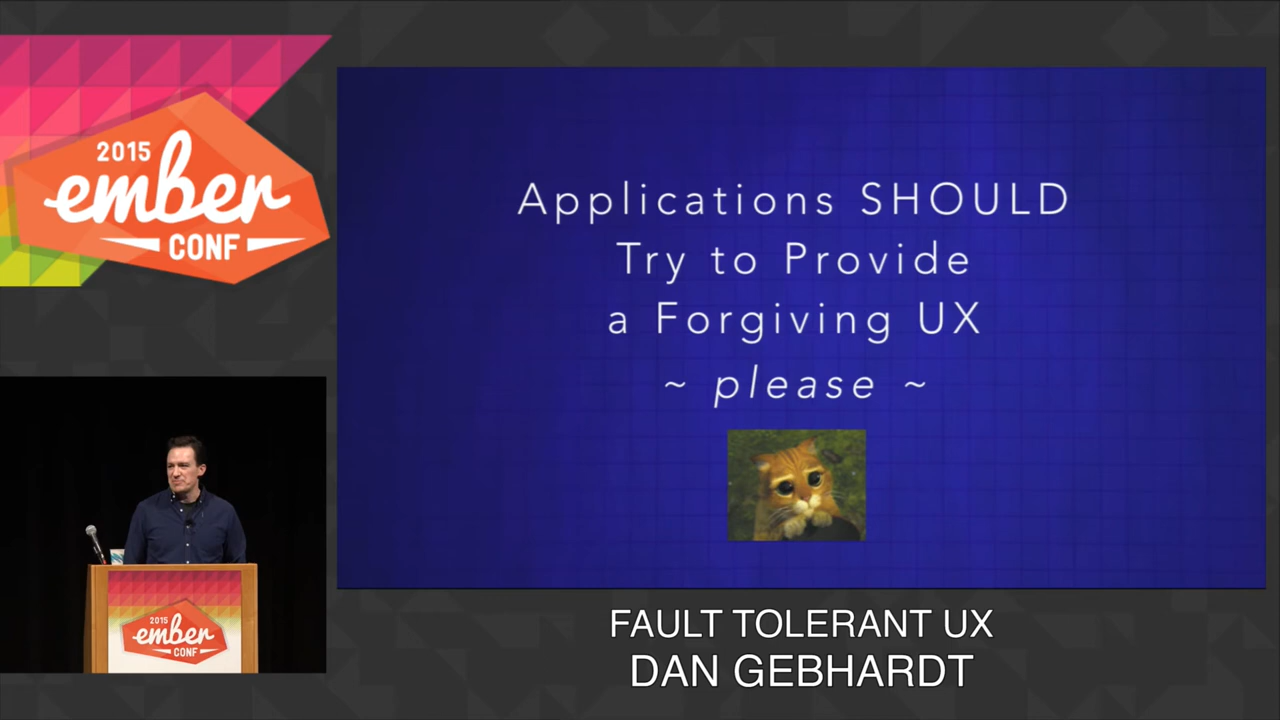 2015
ember
CONF
Applications SHOULD
Try to Provide
a Forgiving UX
~ please ~
2015
ember
CONF
FAULT TOLERANT UX
DAN GEBHARDT